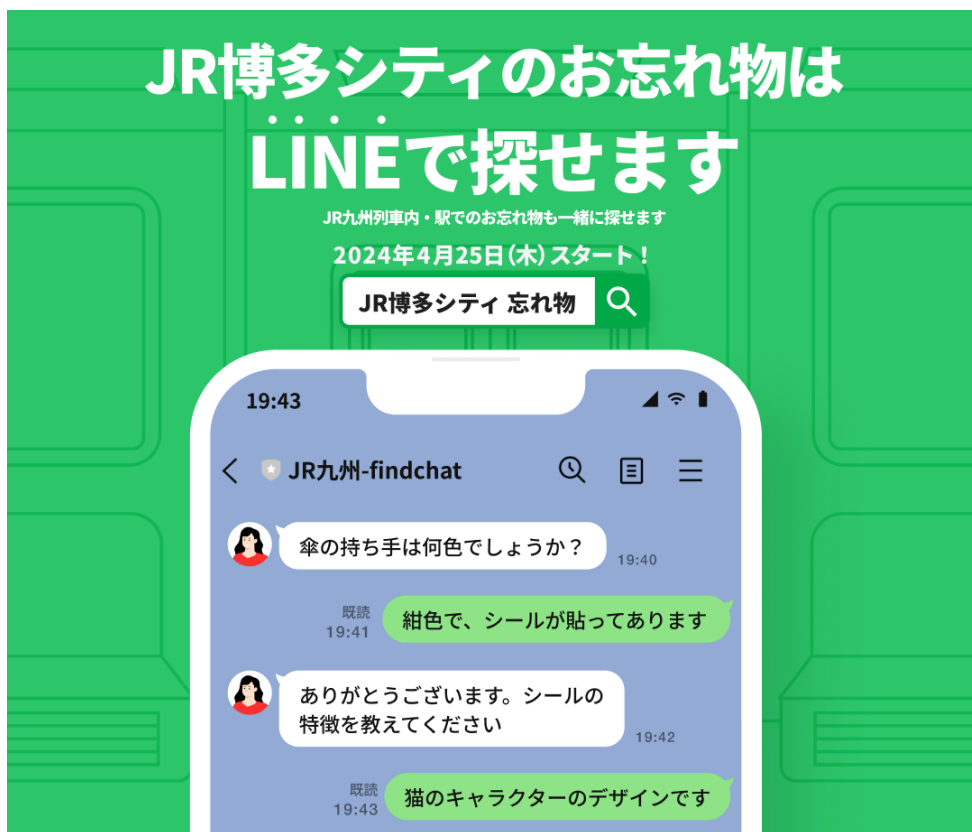 JR博多シティのお忘れ物は
LINEで探せます
JR九州列車内・駅でのお忘れ物も一緒に探せます
2024年4月25日(木)スタート！
JR博多シティ 忘れ物
19:43
JR九州-findchat
傘の持ち手は何色でしょうか？
19:40
既読
19:41
紺色で、シールが貼ってあります
ありがとうございます。シールの
特徴を教えてください
19:42
既読
19:43
猫のキャラクターのデザインです